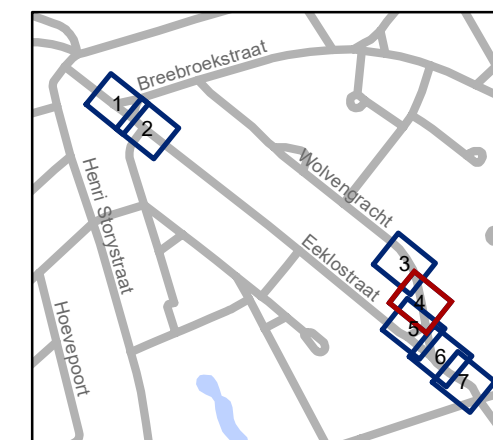 Breebroekstraat
1
2
Henri Storystraat
Wolvengracht
Eeklostraat
3
4
5
6
7
Hoevepoort